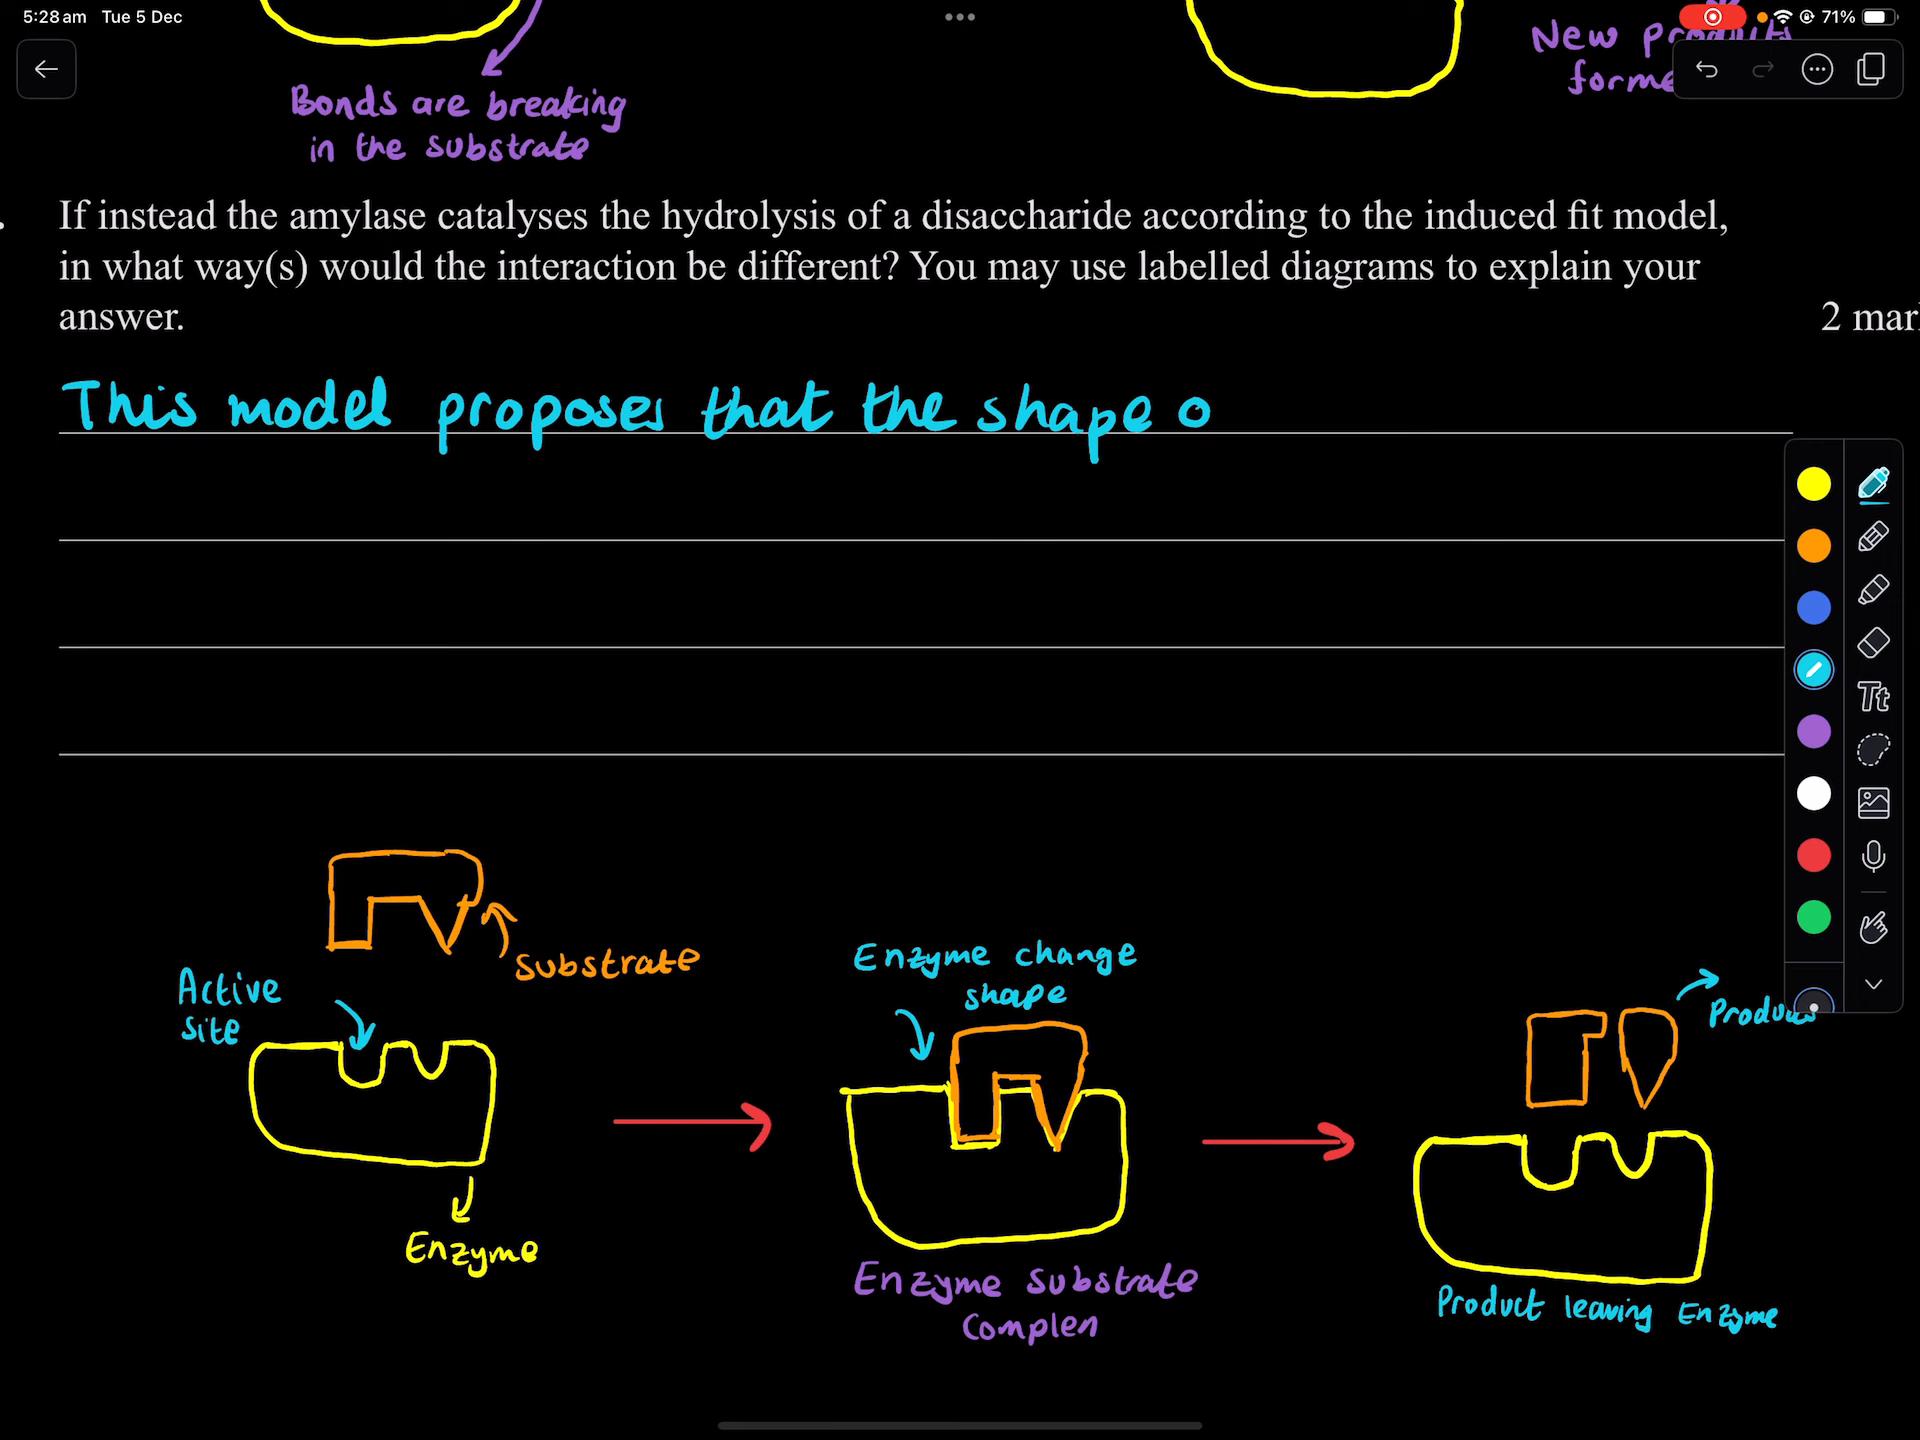 5:28 am Tue 5 Dec
71%
New products
forme
Bonds are breaking
in the substrate
If instead the amylase catalyses the hydrolysis of a disaccharide according to the induced fit model,
in what way(s) would the interaction be different? You may use labelled diagrams to explain your
answer.
2 mar
This model proposes that the shape o
Tt
Substrate
Active
site
Enzyme change
shape
Product
Enzyme
Enzyme Substrate
Complen
Product leaving Enzyme